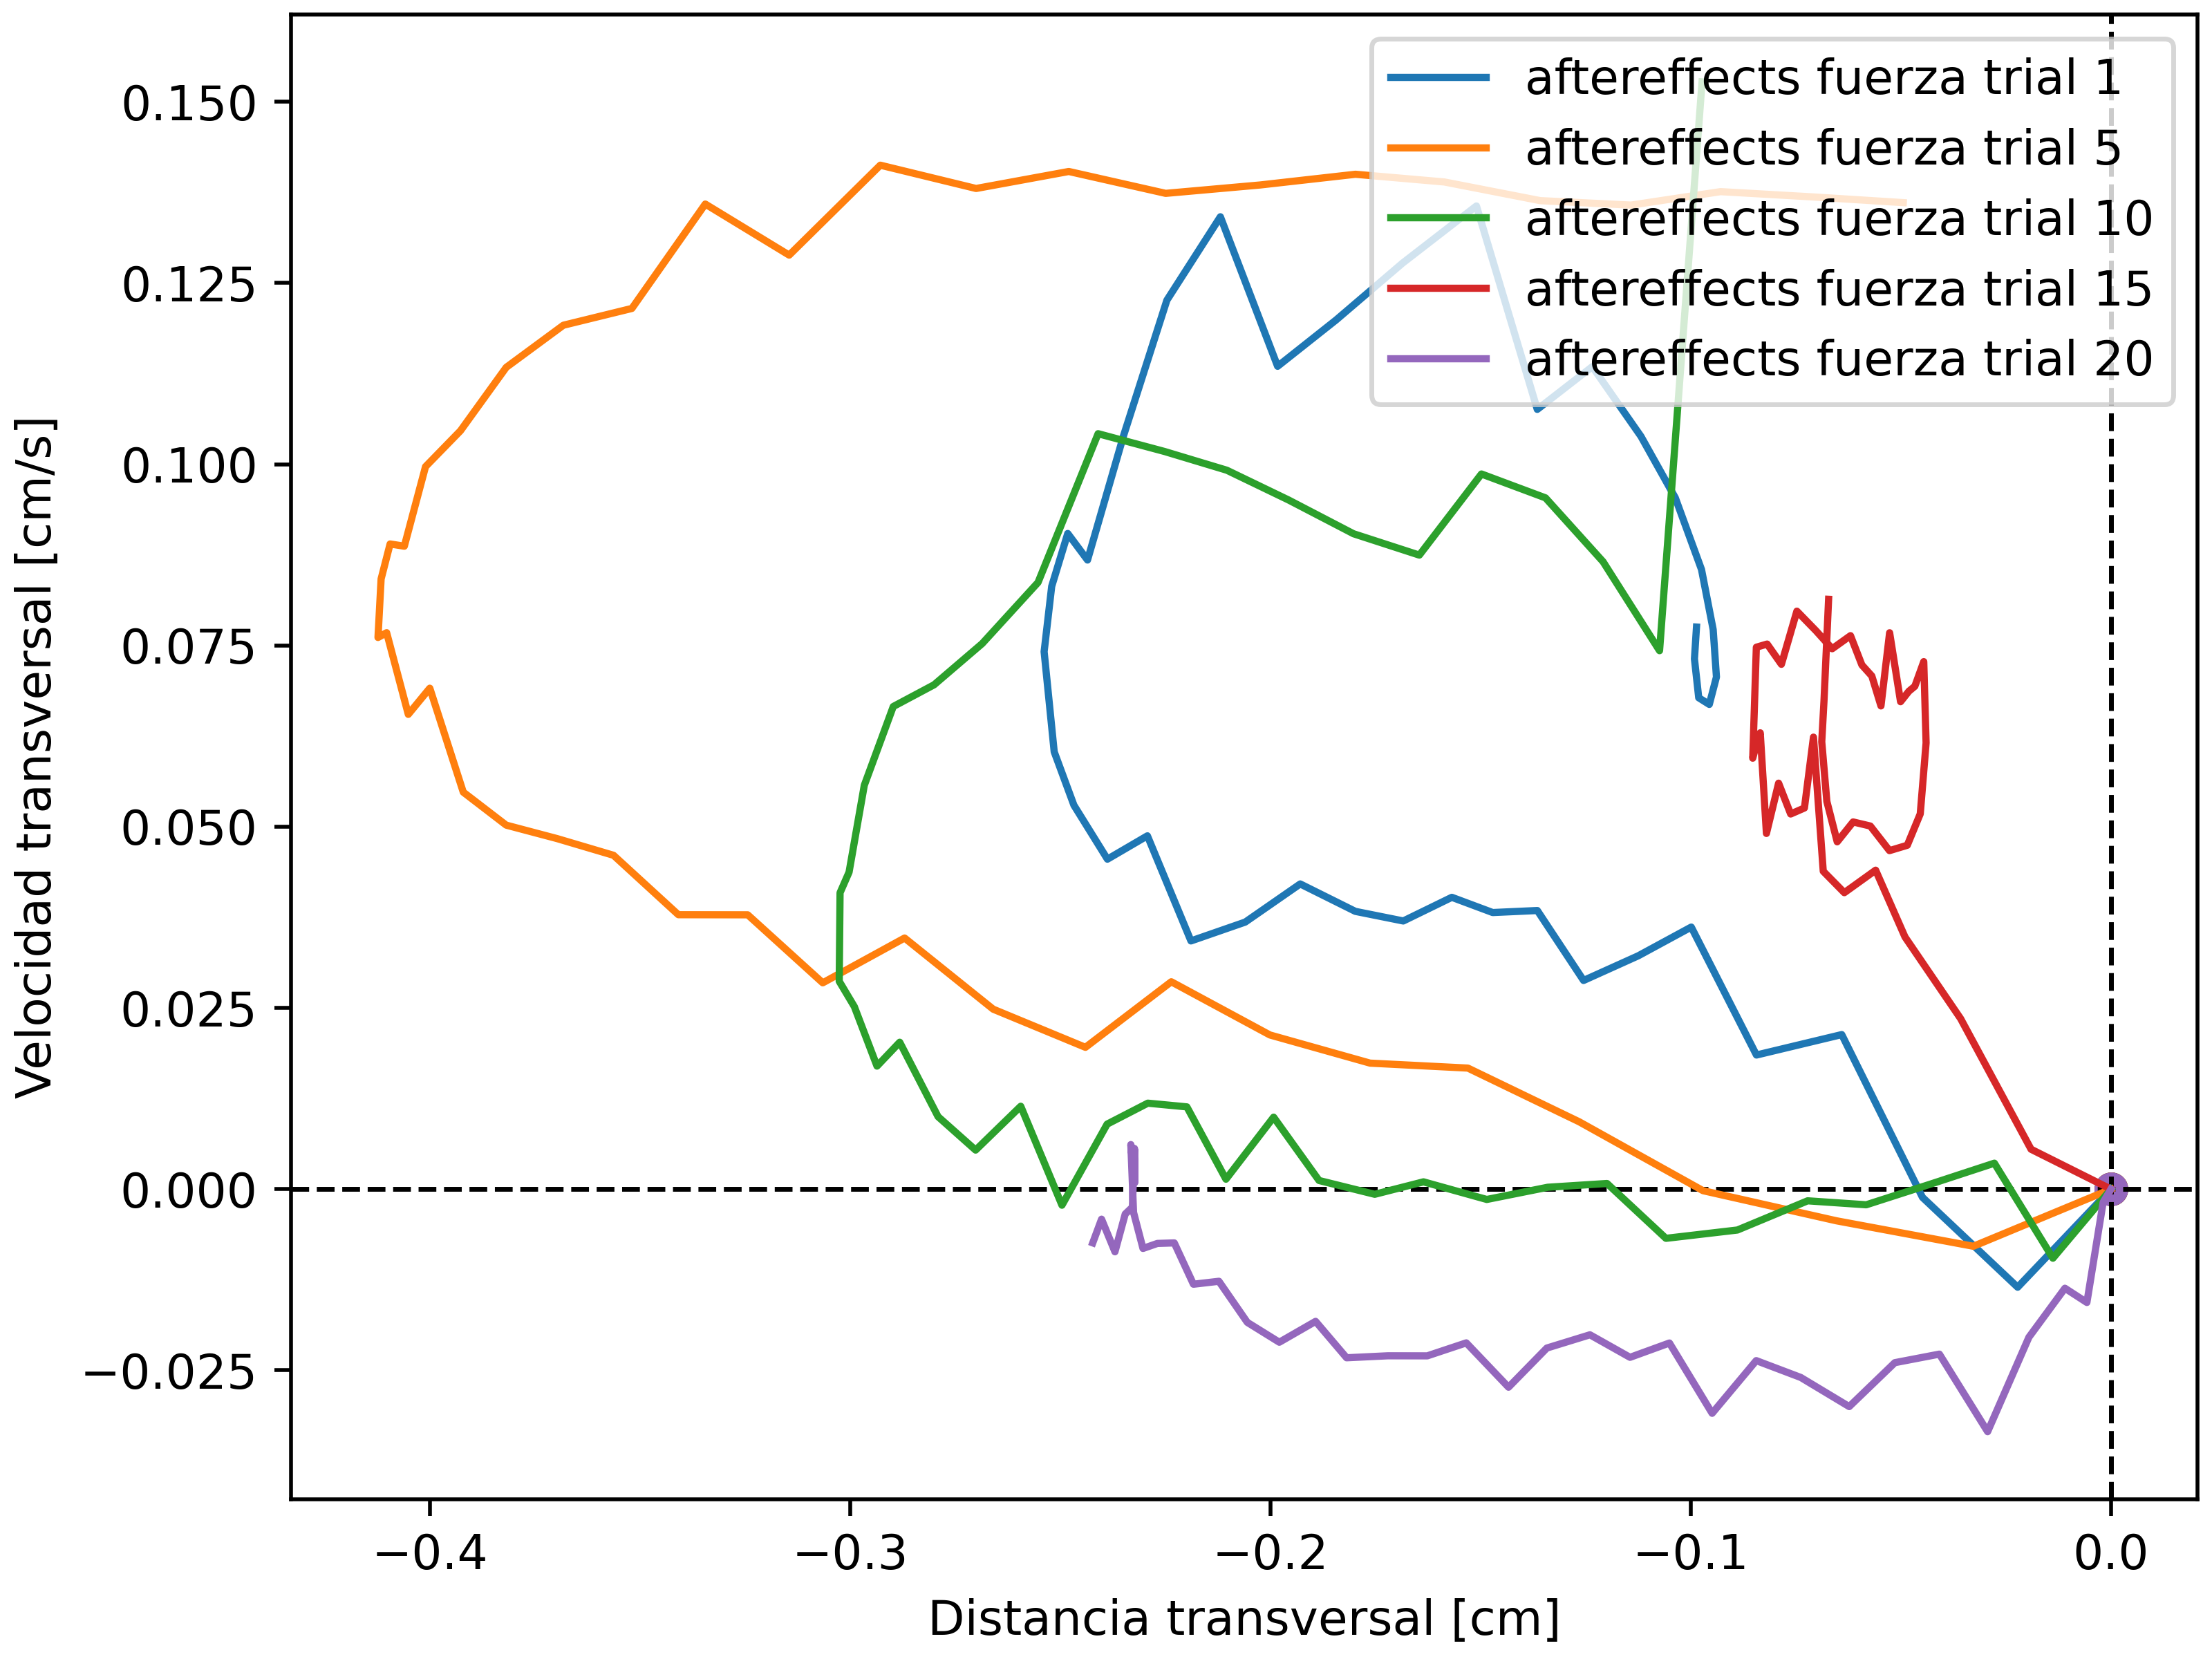 aftereffects fuerza trial 1
aftereffects fuerza trial 5
aftereffects fuerza trial 10
aftereffects fuerza trial 15
aftereffects fuerza trial 20
Velocidad transversal [cm/s]
0.150
0.125
0.100
0.075
0.050
0.025
0.000
−0.025
−0.4 −0.3 −0.2 −0.1 0.0
Distancia transversal [cm]